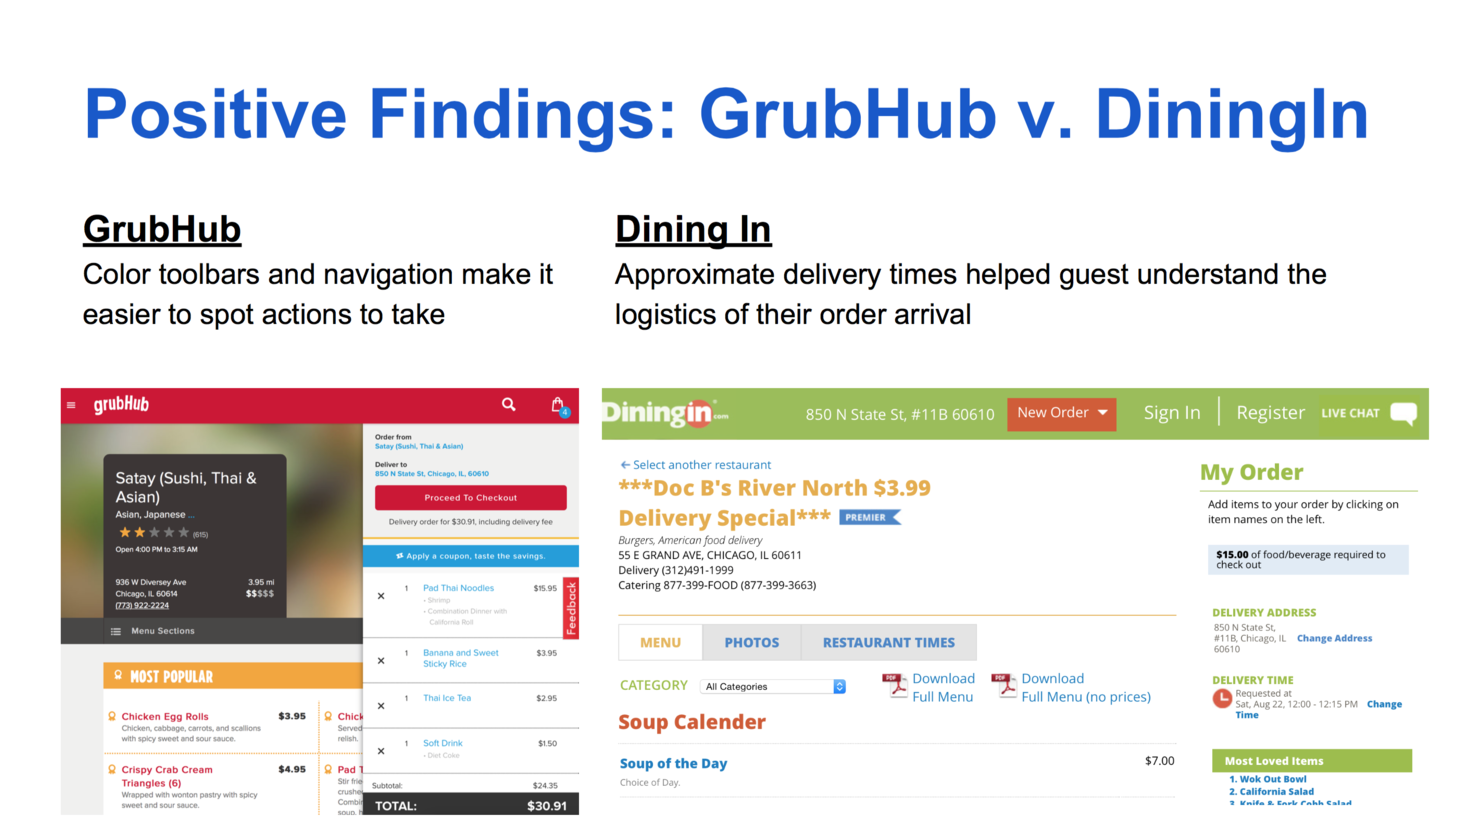 Positive Findings: GrubHub v. DiningIn
GrubHub
Color toolbars and navigation make it
easier to spot actions to take
Dining In
Approximate delivery times helped guest understand the
logistics of their order arrival
grubHub
4
Satay (Sushi, Thai &
Asian)
Asian, Japanese ...
(615)
Open 4:00 PM to 3:15 AM
936 W Diversey Ave
3.95 mi
Chicago, IL 60614
$$$$$
(773) 922-2224
Menu Sections
MOST POPULAR
Chicken Egg Rolls
$3.95
Chicken, cabbage, carrots, and scallions
with spicy sweet and sour sauce.
Crispy Crab Cream
Triangles (6)
$4.95
Wrapped with wonton pastry with spicy
sweet and sour sauce.
Chick
Served
relish.
Pad T
Stir frie
crushe
Combi
soup, h
Order from
Satay (Sushi, Thai & Asian)
Deliver to
850 N State St, Chicago, IL, 60610
Proceed To Checkout
Delivery order for $30.91, including delivery fee
Apply a coupon, taste the savings.
1 Pad Thai Noodles $15.95
• Shrimp
• Combination Dinner with
California Roll
1 Banana and Sweet $3.95
Sticky Rice
1 Thai Ice Tea $2.95
1 Soft Drink $1.50
• Diet Coke
Subtotal: $24.35
TOTAL: $30.91
Feedback
Diningin.com
850 N State St, #11B 60610
New Order
Sign In
Register
LIVE CHAT
Select another restaurant
***Doc B's River North $3.99
Delivery Special***
PREMIER
Burgers, American food delivery
55 E GRAND AVE, CHICAGO, IL 60611
Delivery (312)491-1999
Catering 877-399-FOOD (877-399-3663)
MENU
PHOTOS
RESTAURANT TIMES
CATEGORY
All Categories
PDF
Download
Full Menu
PDF
Download
Full Menu (no prices)
Soup Calender
Soup of the Day
$7.00
Choice of Day.
My Order
Add items to your order by clicking on
item names on the left.
$15.00 of food/beverage required to
check out
DELIVERY ADDRESS
850 N State St,
#11B, Chicago, IL
60610
Change Address
DELIVERY TIME
Requested at
Sat, Aug 22, 12:00 - 12:15 PM Change
Time
Most Loved Items
1. Wok Out Bowl
2. California Salad
3. Knife & Fork Cobb Salad